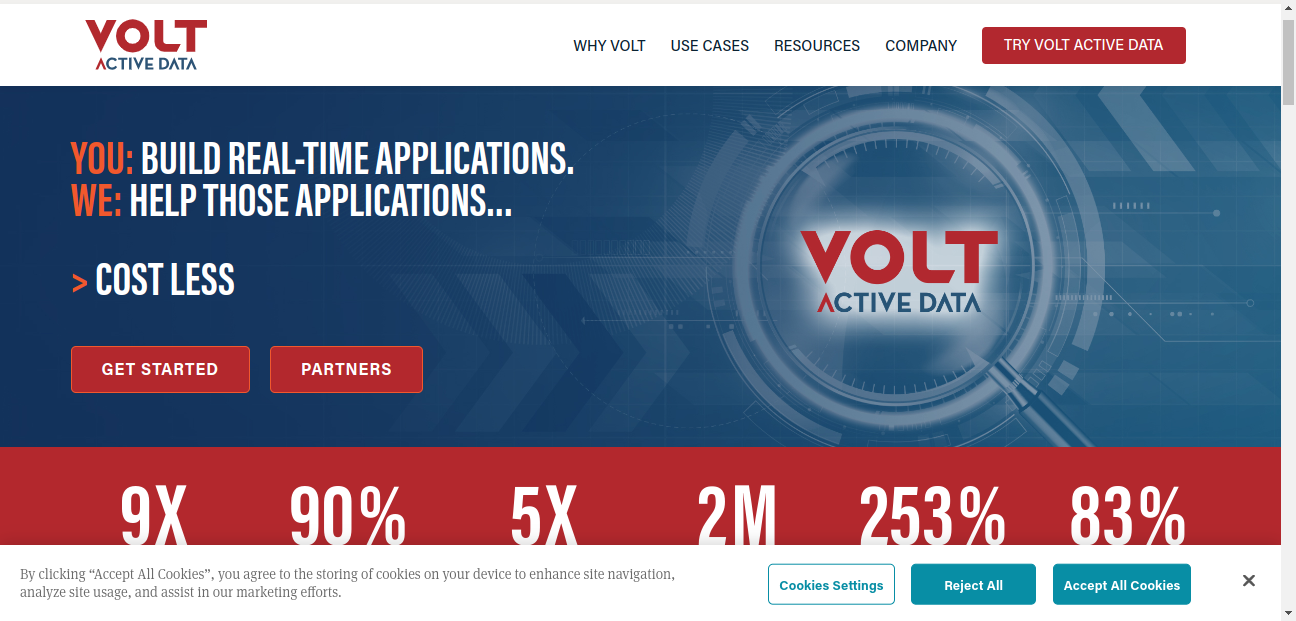 VOLT
ACTIVE DATA
WHY VOLT
USE CASES
RESOURCES
COMPANY
TRY VOLT ACTIVE DATA
YOU: BUILD REAL-TIME APPLICATIONS.
WE: HELP THOSE APPLICATIONS...
> COST LESS
GET STARTED
PARTNERS
VOLT
ACTIVE DATA
9X
90%
5X
2M
253%
83%
By clicking “Accept All Cookies”, you agree to the storing of cookies on your device to enhance site navigation,
analyze site usage, and assist in our marketing efforts.
Cookies Settings
Reject All
Accept All Cookies